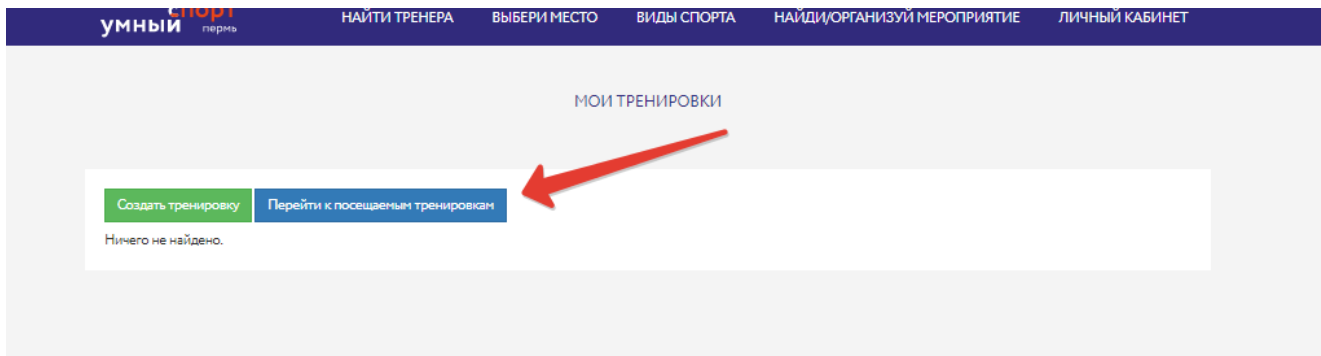 спорт
умный пермь
НАЙТИ ТРЕНЕРА ВЫБЕРИ МЕСТО ВИДЫ СПОРТА НАЙДИ/ОРГАНИЗУЙ МЕРОПРИЯТИЕ ЛИЧНЫЙ КАБИНЕТ
МОИ ТРЕНИРОВКИ
Создать тренировку Перейти к посещаемым тренировкам
Ничего не найдено.